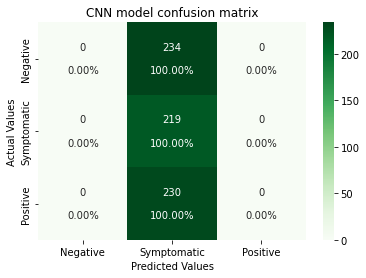 CNN model confusion matrix
Actual Values
Negative
0
234
0
0.00%
100.00%
0.00%
Symptomatic
0
219
0
0.00%
100.00%
0.00%
Positive
0
230
0
0.00%
100.00%
0.00%
Negative
Symptomatic
Positive
Predicted Values
200
150
100
50
0